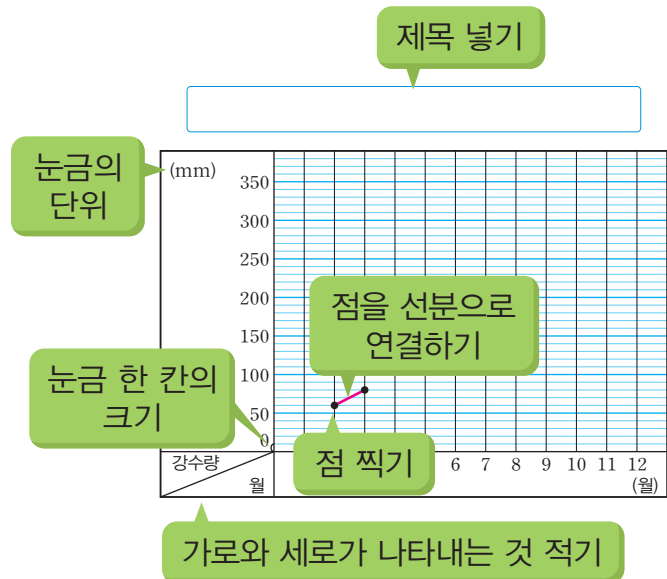 제목 넣기
눈금의
단위
(mm)
350
300
250
200
150
100
50
0
점을 선분으로
연결하기
눈금 한 칸의
크기
점 찍기
강수량
월
6 7 8 9 10 11 12
(월)
가로와 세로가 나타내는 것 적기